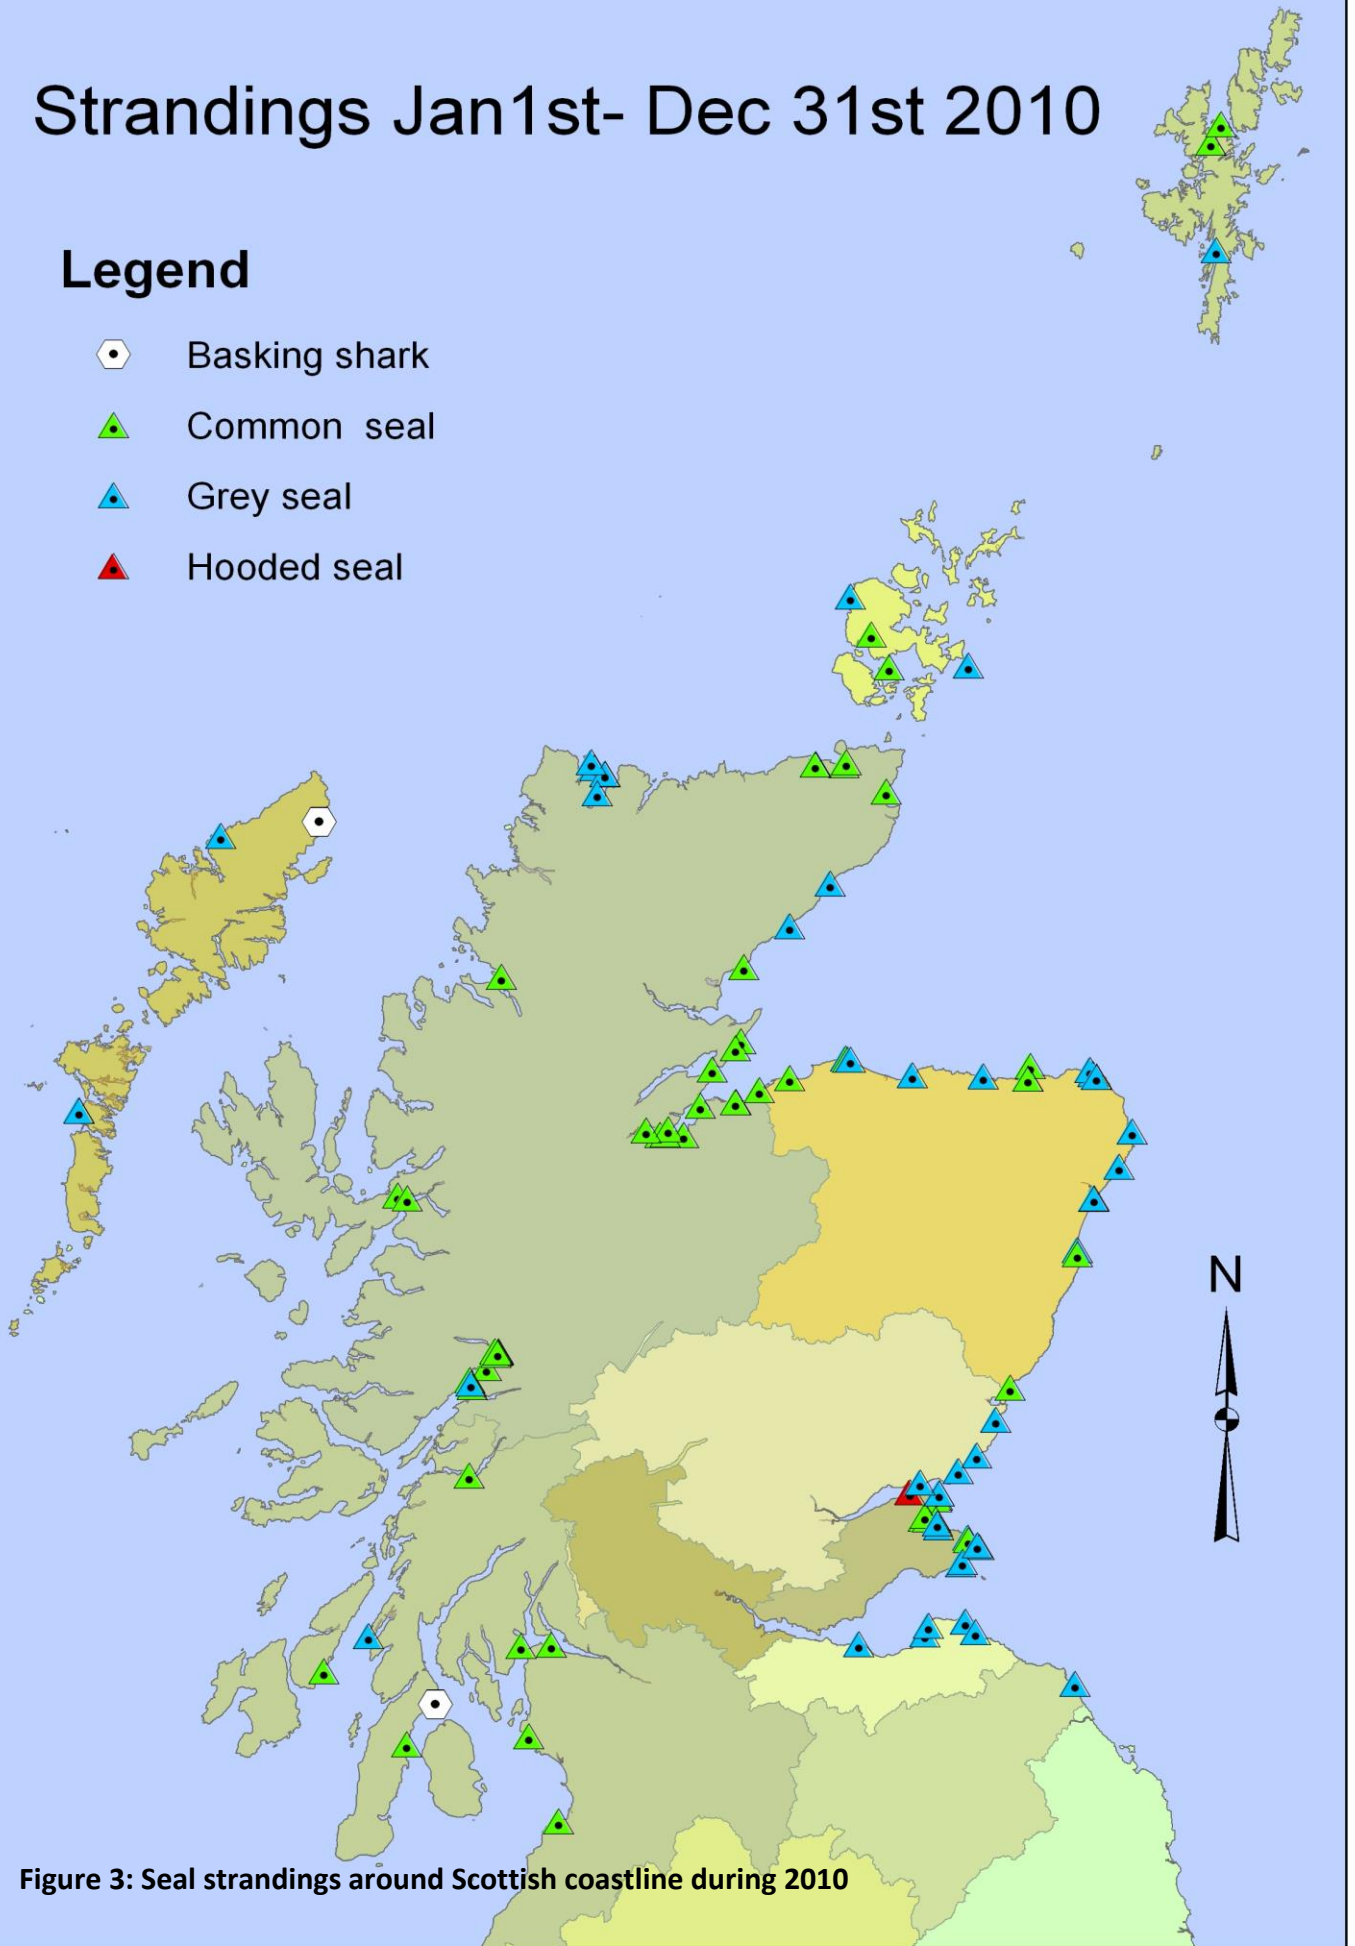 Strandings Jan1st- Dec 31st 2010
Legend
Basking shark
Common seal
Grey seal
Hooded seal
N
Figure 3: Seal strandings around Scottish coastline during 2010